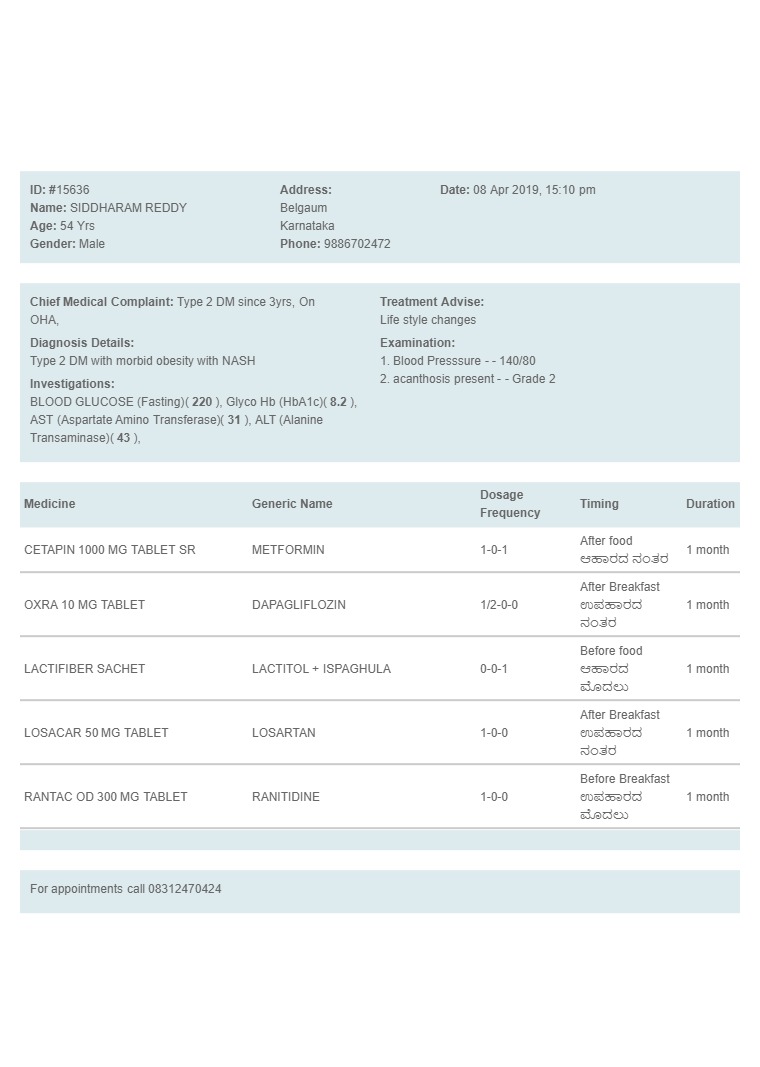 ID: #15636
Name: SIDDHARAM REDDY
Age: 54 Yrs
Gender: Male
Address:
Belgaum
Karnataka
Phone: 9886702472
Date: 08 Apr 2019, 15:10 pm
Chief Medical Complaint: Type 2 DM since 3yrs, On
OHA,
Diagnosis Details:
Type 2 DM with morbid obesity with NASH
Investigations:
BLOOD GLUCOSE (Fasting)( 220 ), Glyco Hb (HbA1c)( 8.2 ),
AST (Aspartate Amino Transferase)( 31 ), ALT (Alanine
Transaminase)( 43 ),
Treatment Advise:
Life style changes
Examination:
1. Blood Presssure - - 140/80
2. acanthosis present - - Grade 2
Medicine Generic Name Dosage Frequency Timing Duration
CETAPIN 1000 MG TABLET SR METFORMIN 1-0-1 After food 1 month
ಆಹಾರದ ನಂತರ
OXRA 10 MG TABLET DAPAGLIFLOZIN 1/2-0-0 After Breakfast 1 month
ಉಪಹಾರದ
ನಂತರ
LACTIFIBER SACHET LACTITOL + ISPAGHULA 0-0-1 Before food 1 month
ಆಹಾರದ
ಮೊದಲು
LOSACAR 50 MG TABLET LOSARTAN 1-0-0 After Breakfast 1 month
ಉಪಹಾರದ
ನಂತರ
RANTAC OD 300 MG TABLET RANITIDINE 1-0-0 Before Breakfast 1 month
ಉಪಹಾರದ
ಮೊದಲು
For appointments call 08312470424